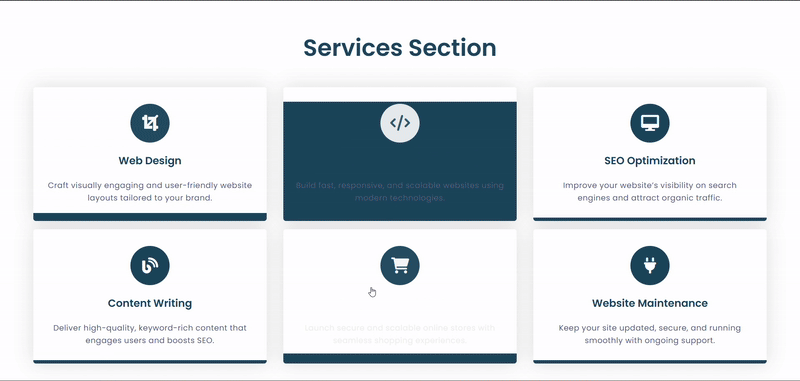 Services Section
Web Design
Craft visually engaging and user-friendly website
layouts tailored to your brand.
Build fast, responsive, and scalable websites using
modern technologies.
SEO Optimization
Improve your website's visibility on search
engines and attract organic traffic.
Content Writing
Deliver high-quality, keyword-rich content that
engages users and boosts SEO.
Launch secure and scalable online stores with
seamless shopping experiences.
Website Maintenance
Keep your site updated, secure, and running
smoothly with ongoing support.